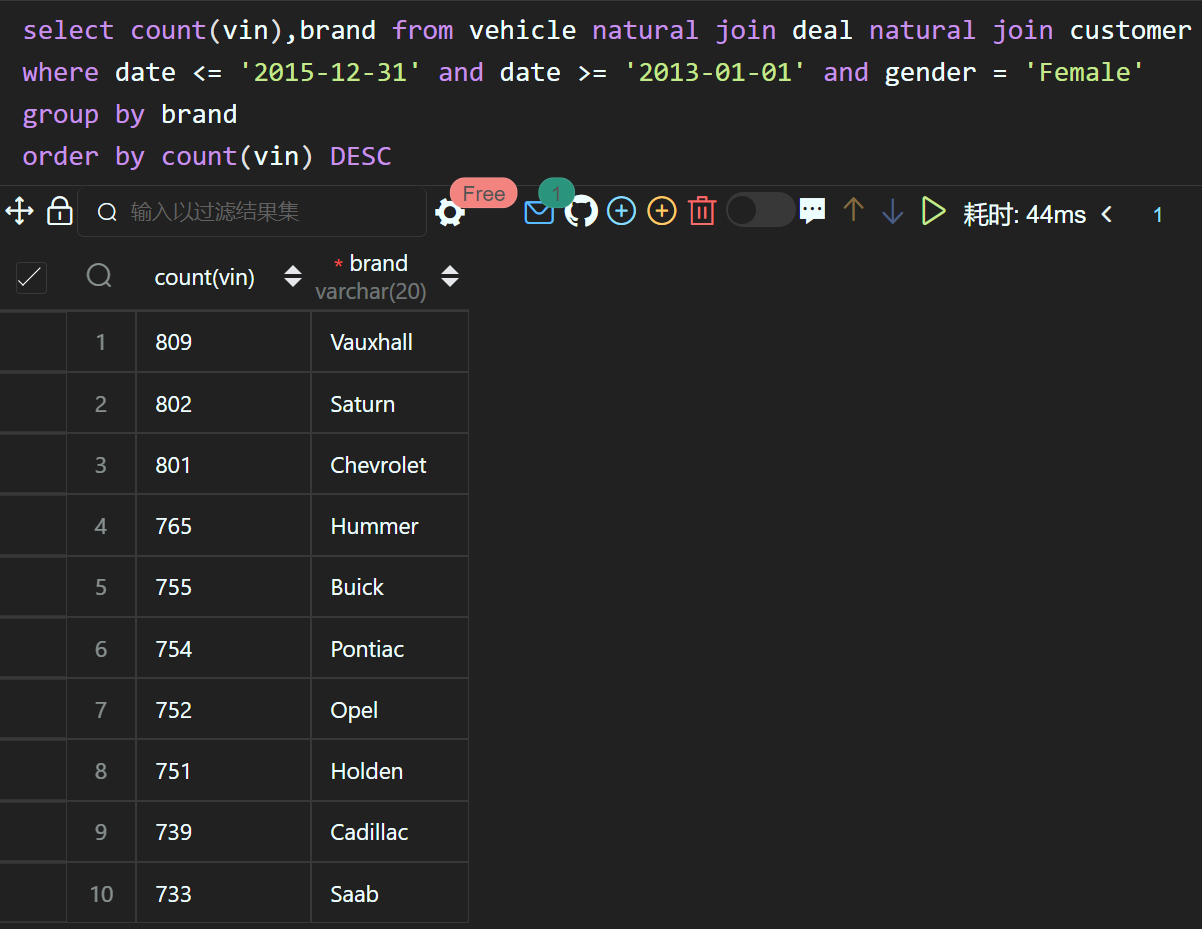 select count(vin),brand from vehicle natural join deal natural join customer
where date <= '2015-12-31' and date >= '2013-01-01' and gender = 'Female'
group by brand
order by count(vin) DESC
输入以过滤结果集 Free 1 耗时: 44ms < 1
count(vin) * brand
varchar(20)
1 809 Vauxhall
2 802 Saturn
3 801 Chevrolet
4 765 Hummer
5 755 Buick
6 754 Pontiac
7 752 Opel
8 751 Holden
9 739 Cadillac
10 733 Saab